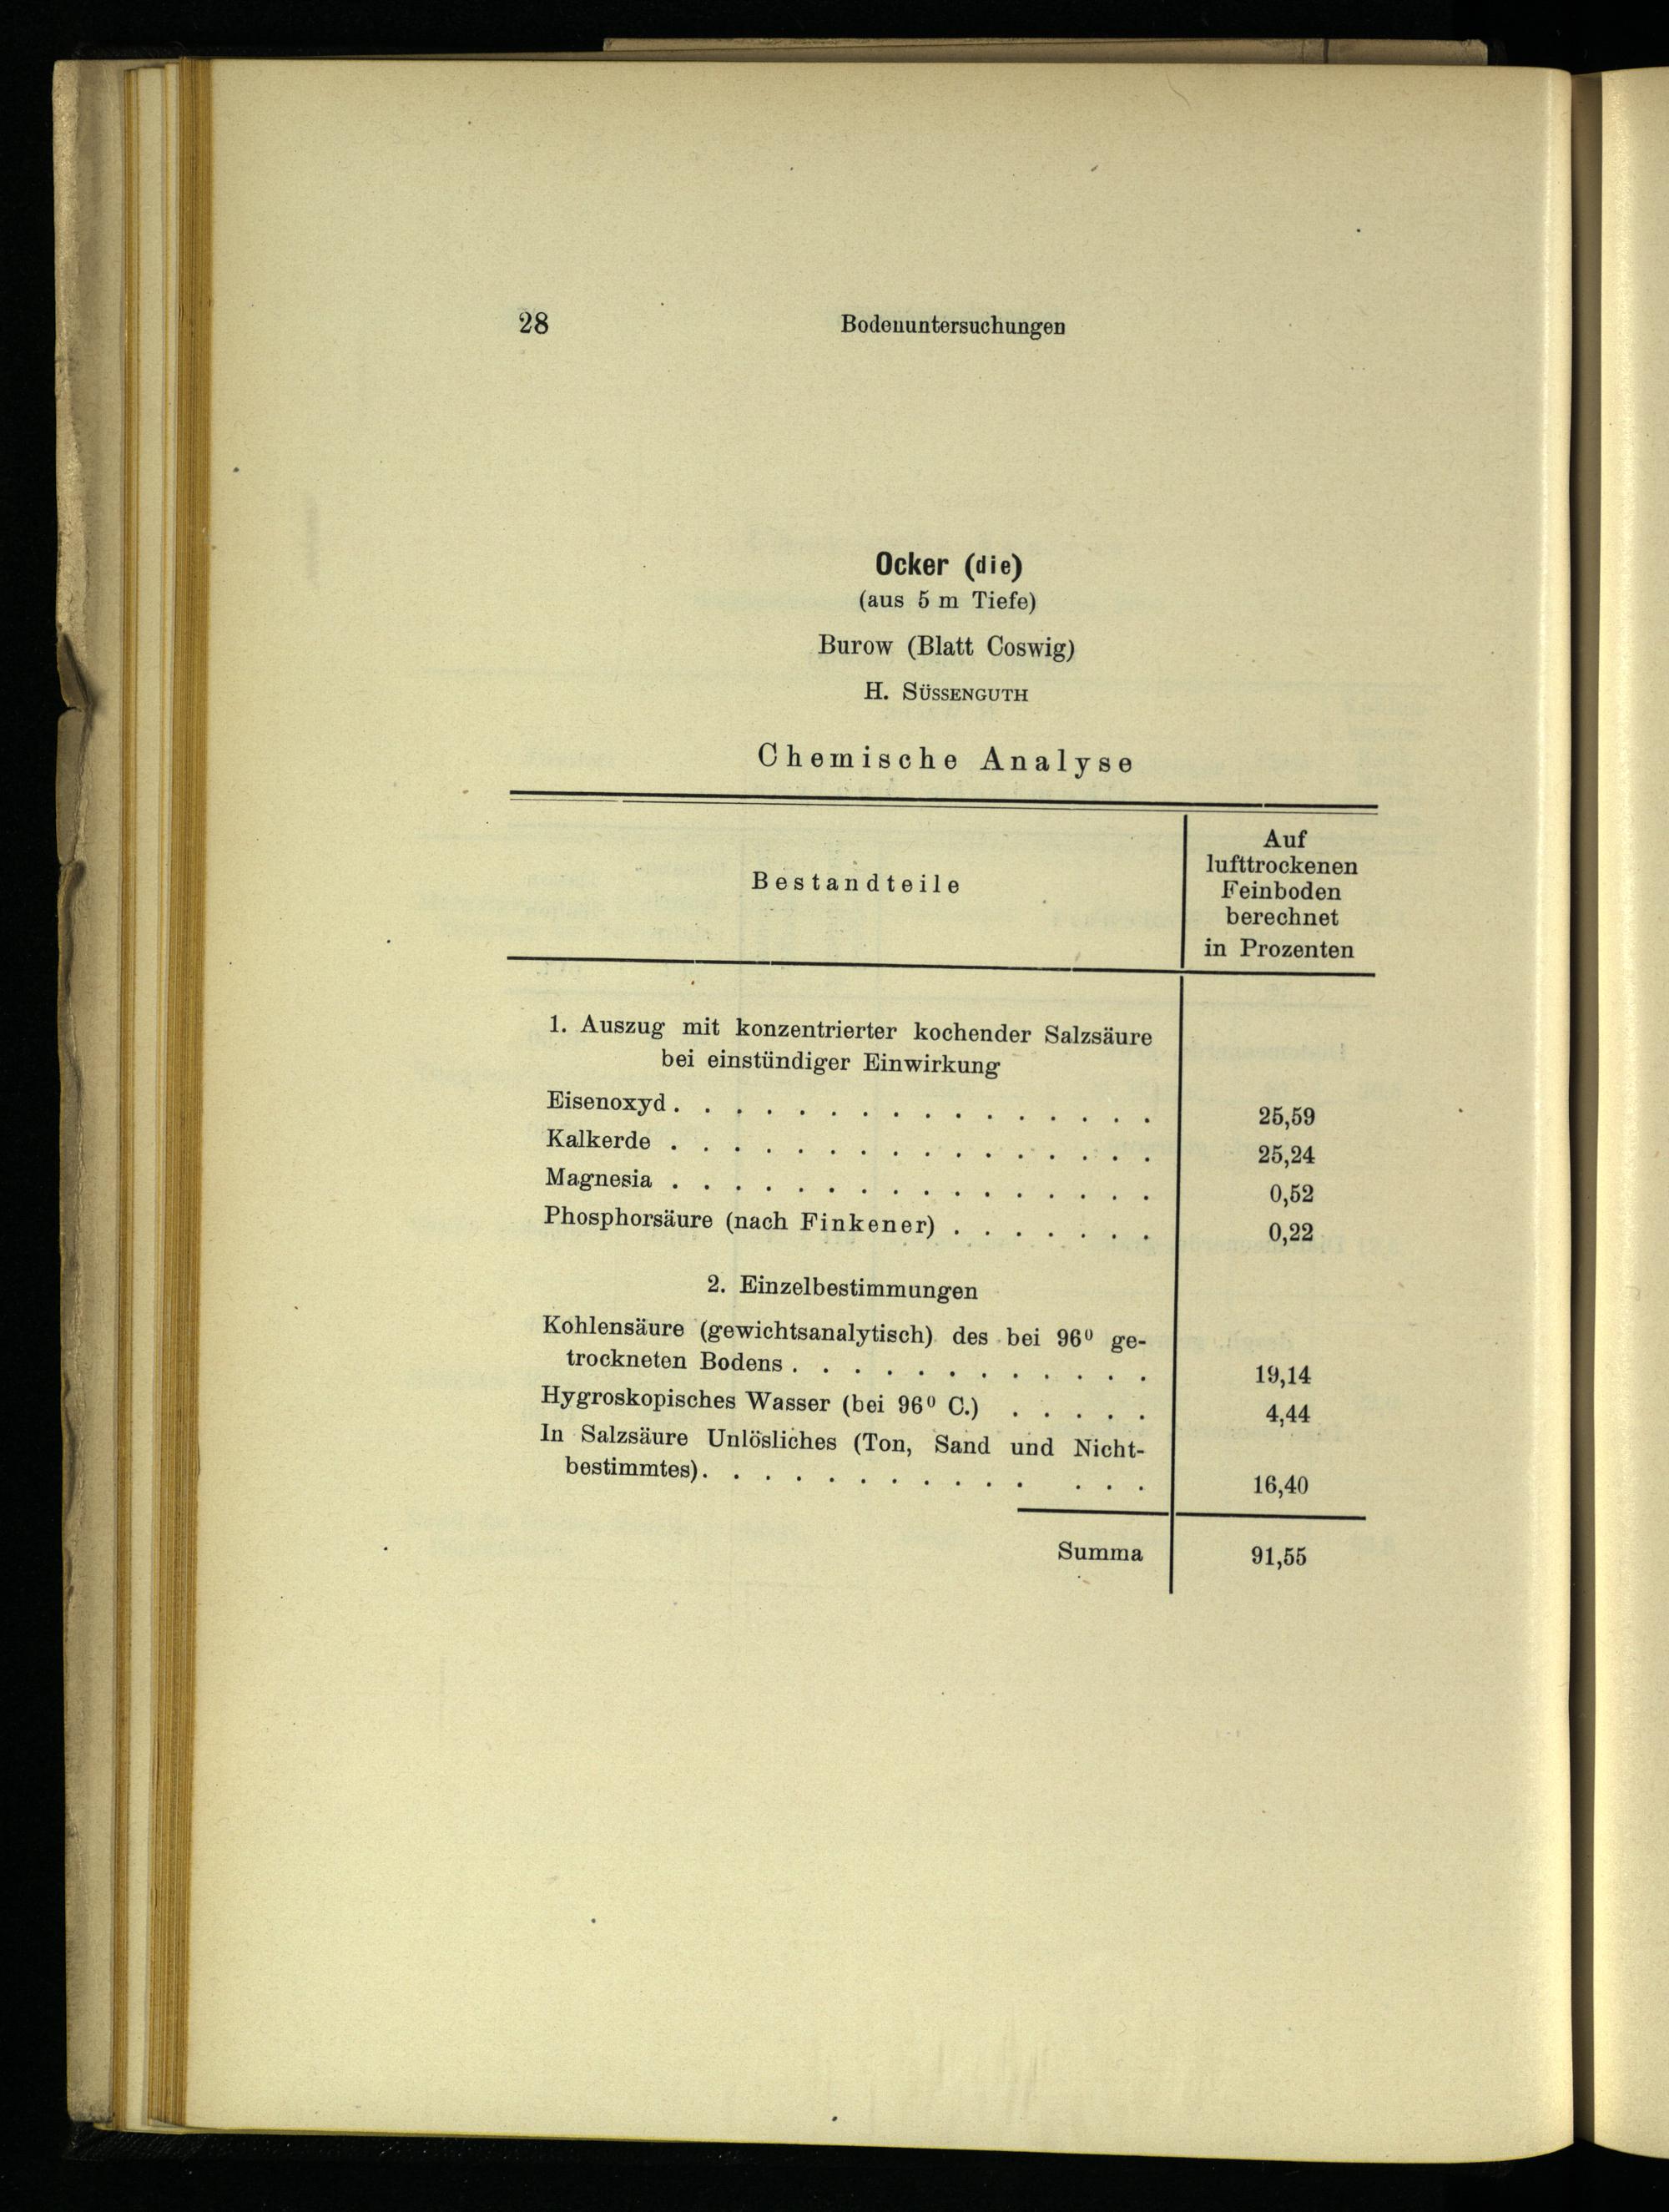 28 Bodenuntersuchungen
Ocker (die)
(aus 5 m Tiefe)
Burow (Blatt Coswig)
H. SÜSSENGUTH
Chemische Analyse
Bestandteile
Auf
lufttrockenen
Feinboden
berechnet
in Prozenten
1. Auszug mit konzentrierter kochender Salzsäure
bei einstündiger Einwirkung
Eisenoxyd . . . . . . . . . . . . . . . . 25,59
Kalkerde . . . . . . . . . . . . . . . . 25,24
Magnesia . . . . . . . . . . . . . . . . 0,52
Phosphorsäure (nach Finkener) . . . . . . . 0,22
2. Einzelbestimmungen
Kohlensäure (gewichtsanalytisch) des bei 96⁰ ge-
trockneten Bodens . . . . . . . . . . . . 19,14
Hygroskopisches Wasser (bei 96⁰ C.) . . . . . 4,44
In Salzsäure Unlösliches (Ton, Sand und Nicht-
bestimmtes) . . . . . . . . . . . . . . 16,40
Summa 91,55